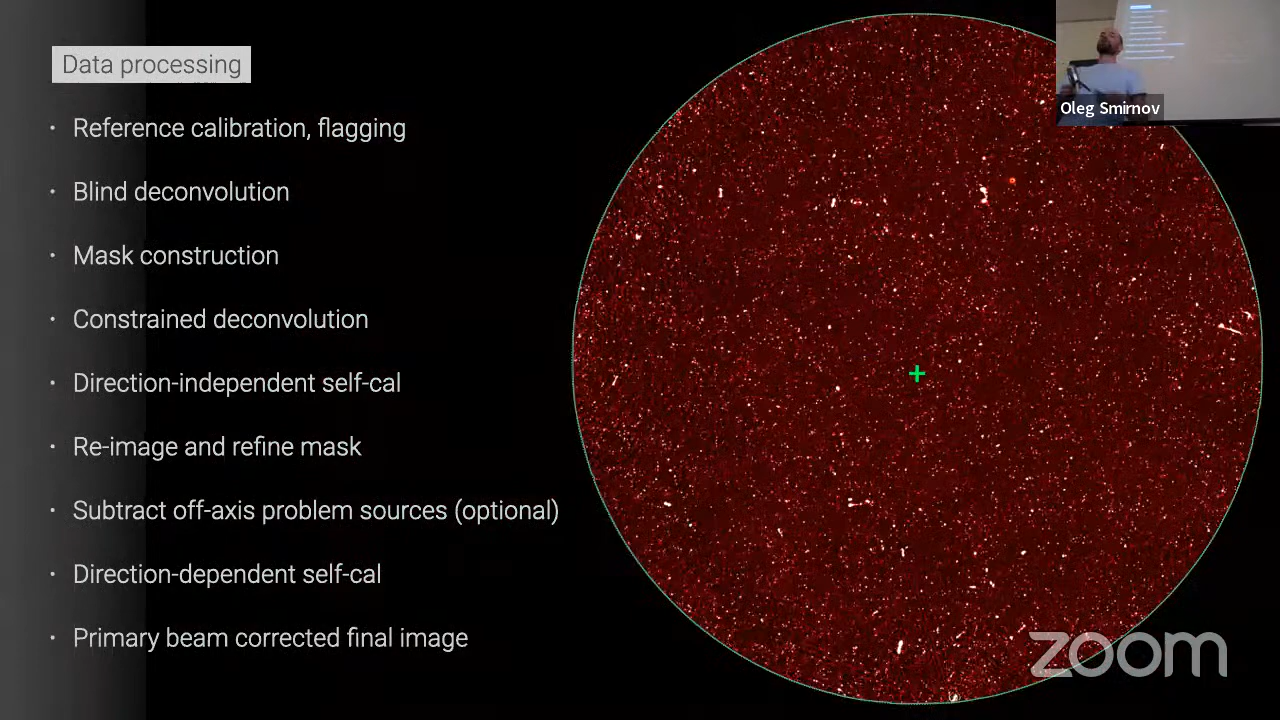 Data processing
· Reference calibration, flagging
· Blind deconvolution
· Mask construction
· Constrained deconvolution
· Direction-independent self-cal
· Re-image and refine mask
· Subtract off-axis problem sources (optional)
· Direction-dependent self-cal
· Primary beam corrected final image
Oleg Smirnov
zoom